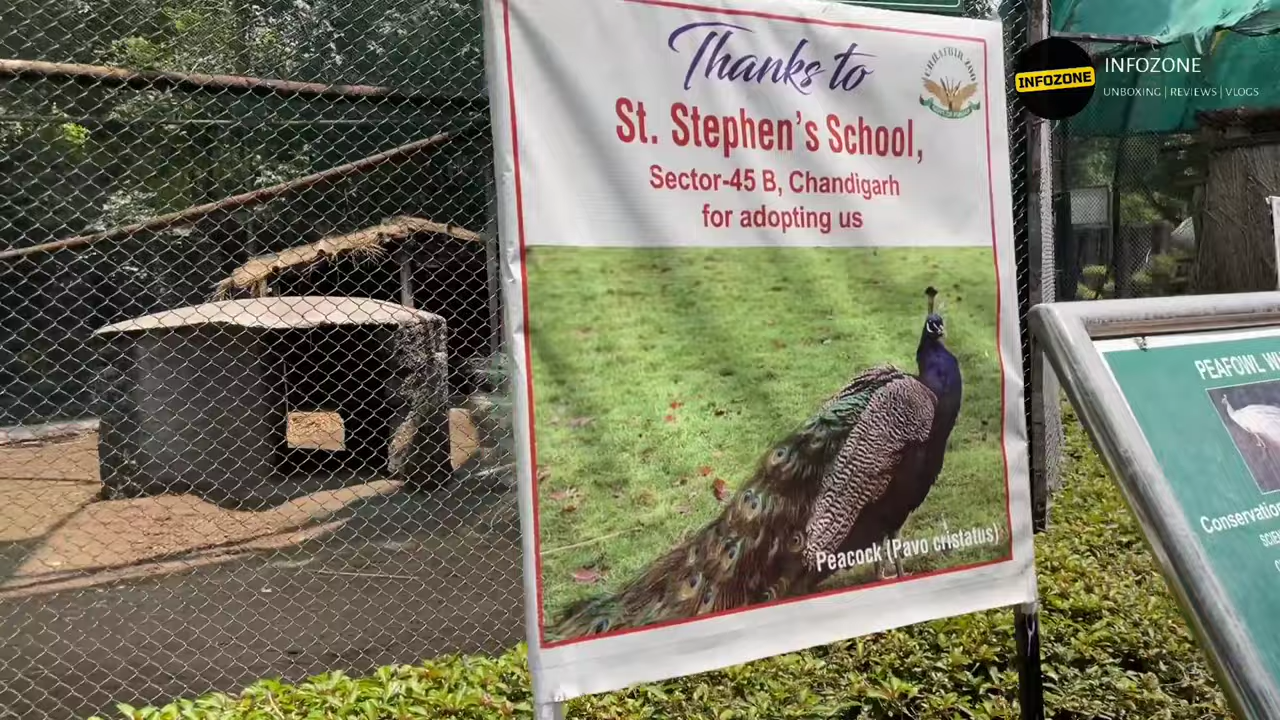 Thanks to
St. Stephen's School,
Sector-45 B, Chandigarh
for adopting us
Peacock (Pavo cristatus)
INFOZONE
INFOZONE
UNBOXING | REVIEWS | VLOGS
PEAFOWL